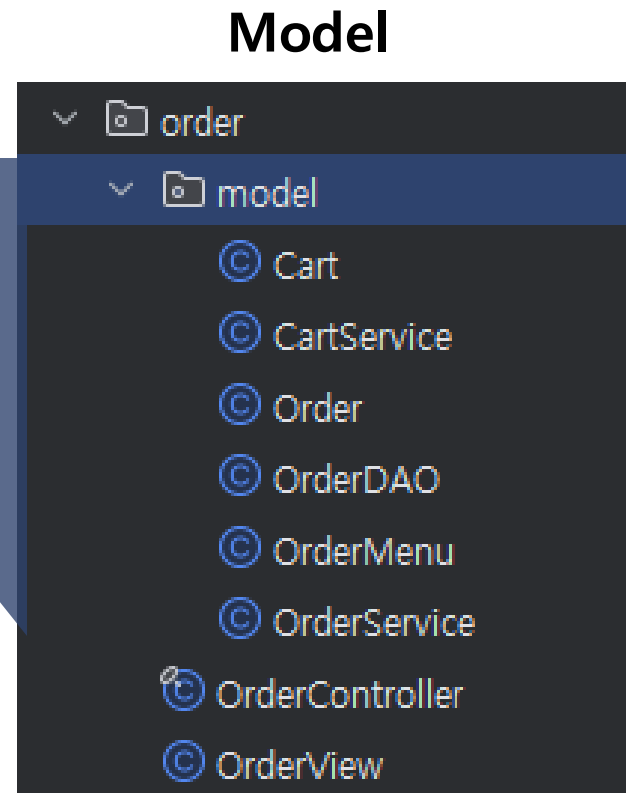 Model
order
model
Cart
CartService
Order
OrderDAO
OrderMenu
OrderService
OrderController
OrderView